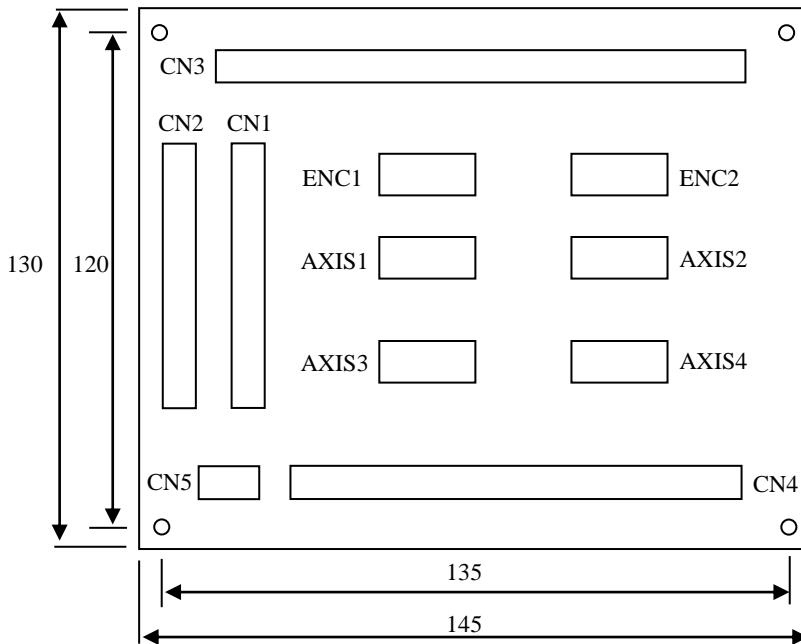 CN3
CN2 CN1
ENC1 ENC2
130 120 AXIS1 AXIS2
AXIS3 AXIS4
CN5 CN4
135
145